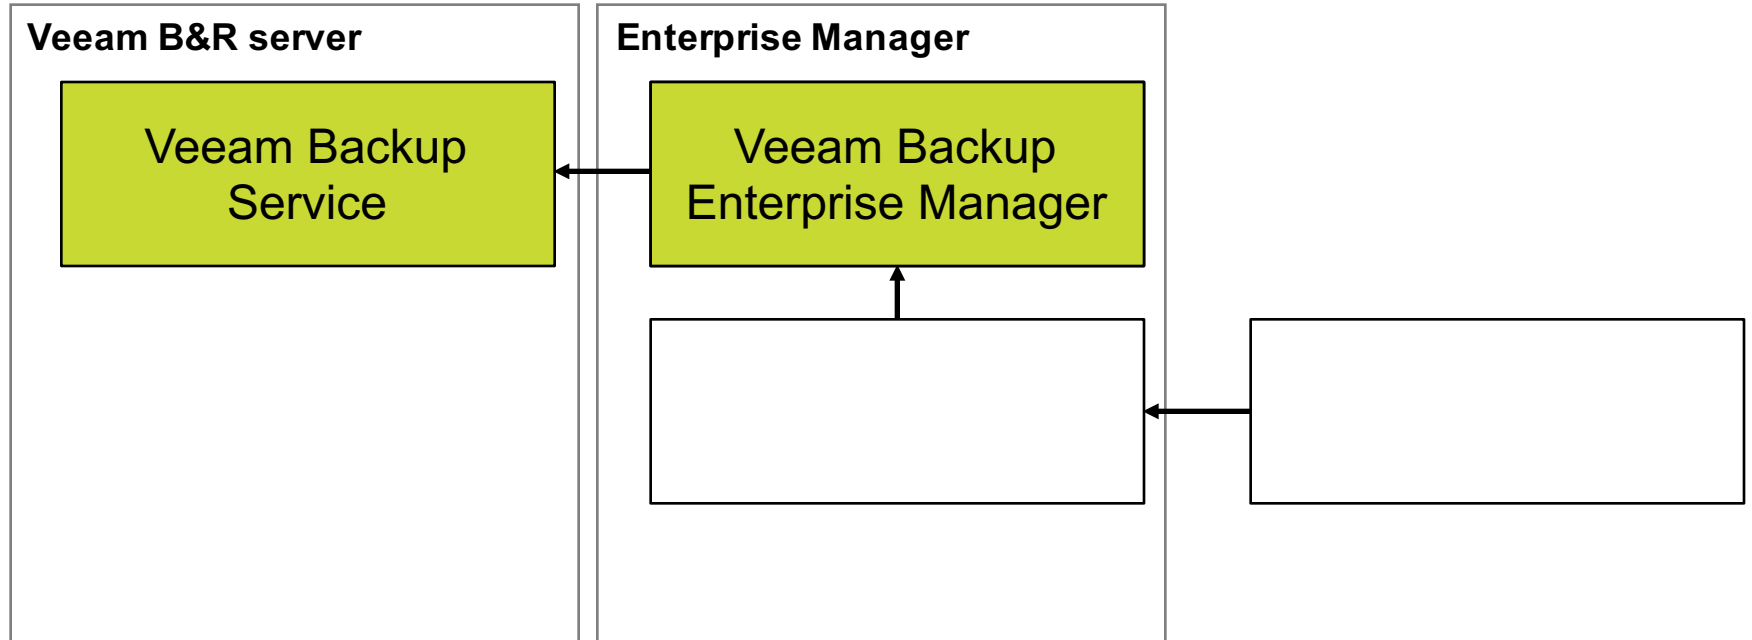 Veeam B&R server
Enterprise Manager
Veeam Backup
Service
Veeam Backup
Enterprise Manager